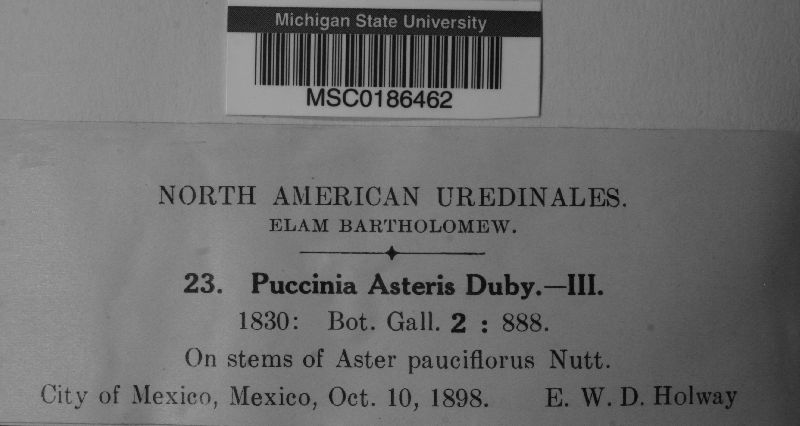 Michigan State University
MSC0186462
NORTH AMERICAN UREDINALES.
ELAM BARTHOLOMEW.
23. Puccinia Asteris Duby.—III.
1830: Bot. Gall. 2 : 888.
On stems of Aster pauciflorus Nutt.
City of Mexico, Mexico, Oct. 10, 1898. E. W. D. Holway